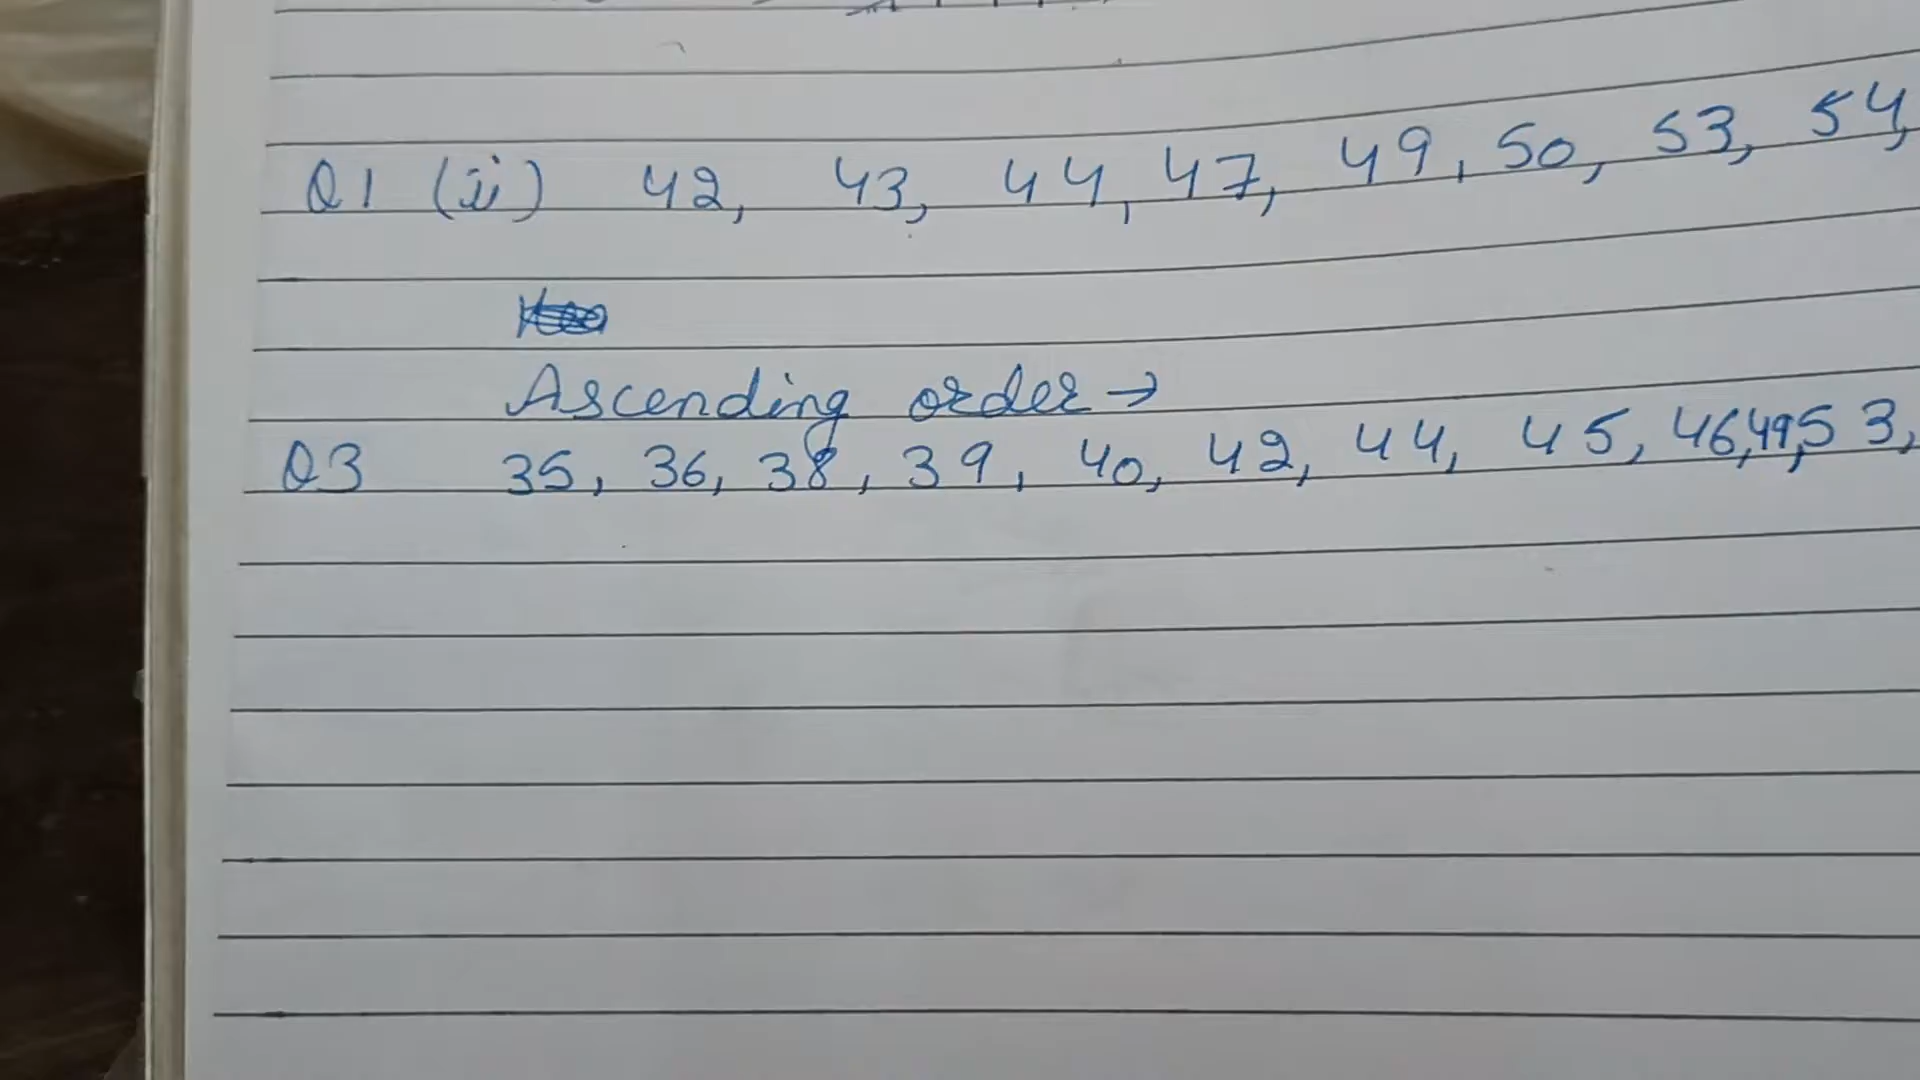 Q1 (ii) 42, 43, 44, 47, 49, 50, 53, 54,
Ascending order →
Q3 35, 36, 38, 39, 40, 42, 44, 45, 46, 49, 53,